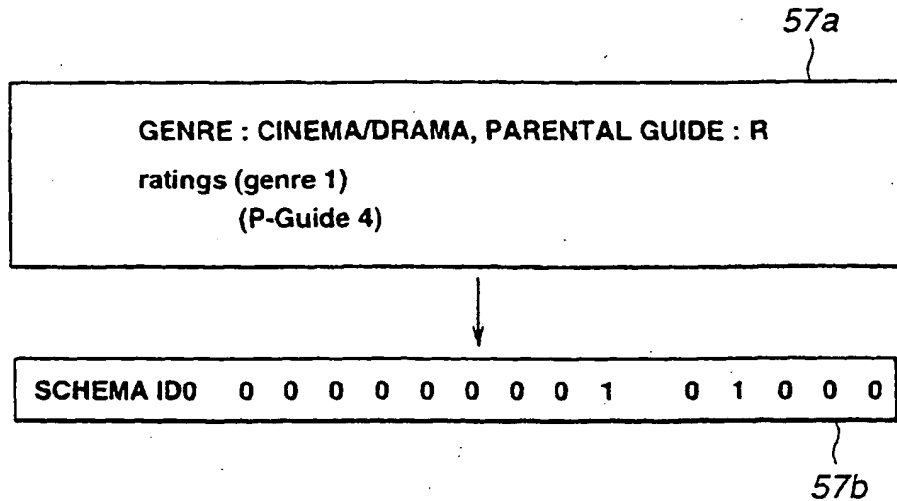 57a
GENRE : CINEMA/DRAMA, PARENTAL GUIDE : R
ratings (genre 1)
(P-Guide 4)
SCHEMA ID0 0 0 0 0 0 0 0 0 1 0 1 0 0 0
57b